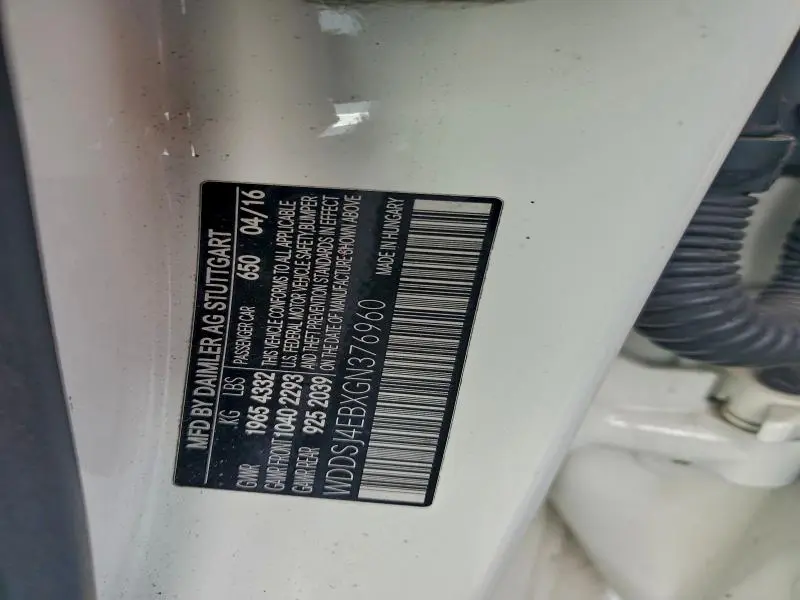 MFD BY DAIMLER AG STUTTGART
KG LBS PASSENGER CAR 650 04/16
GVWR 1965 4332 THIS VEHICLE CONFORMS TO ALL APPLICABLE
GAWR FRONT 1040 2293 U.S. FEDERAL MOTOR VEHICLE SAFETY,BUMPER
GAWR REAR 925 2039 AND THEFT PREVENTION STANDARDS IN EFFECT
ON THE DATE OF MANUFACTURE SHOWN ABOVE
WDDSJ4EBXGN376960 MADE IN HUNGARY